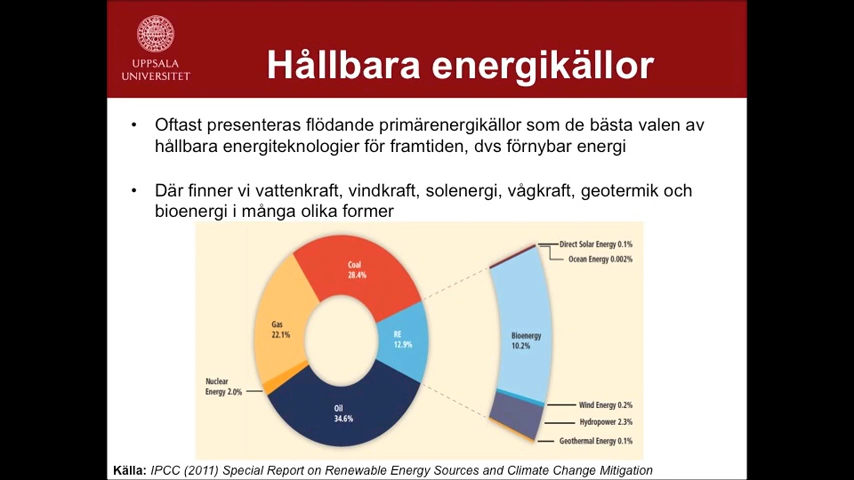 UPPSALA
UNIVERSITET
Hållbara energikällor
• Oftast presenteras flödande primärenergikällor som de bästa valen av
hållbara energiteknologier för framtiden, dvs förnybar energi
• Där finner vi vattenkraft, vindkraft, solenergi, vågkraft, geotermik och
bioenergi i många olika former
Coal
28.4%
Gas
22.1%
RE
12.9%
Nuclear
Energy 2.0%
Oil
34.6%
Direct Solar Energy 0.1%
Ocean Energy 0.002%
Bioenergy
10.2%
Wind Energy 0.2%
Hydropower 2.3%
Geothermal Energy 0.1%
Källa: IPCC (2011) Special Report on Renewable Energy Sources and Climate Change Mitigation